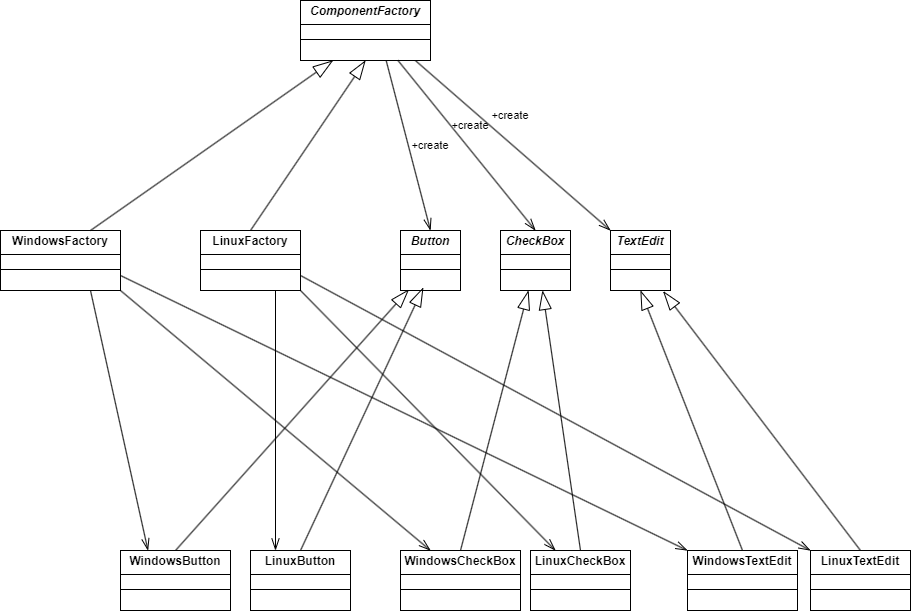 ComponentFactory
+create
+create
+create
WindowsFactory
LinuxFactory
Button
CheckBox
TextEdit
WindowsButton
LinuxButton
WindowsCheckBox
LinuxCheckBox
WindowsTextEdit
LinuxTextEdit